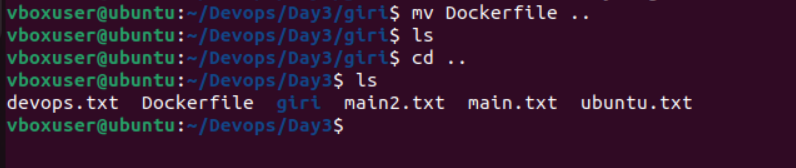 vboxuser@ubuntu:~/Devops/Day3/giri$ mv Dockerfile ..
vboxuser@ubuntu:~/Devops/Day3/giri$ ls
vboxuser@ubuntu:~/Devops/Day3/giri$ cd ..
vboxuser@ubuntu:~/Devops/Day3$ ls
devops.txt  Dockerfile  giri  main2.txt  main.txt  ubuntu.txt
vboxuser@ubuntu:~/Devops/Day3$